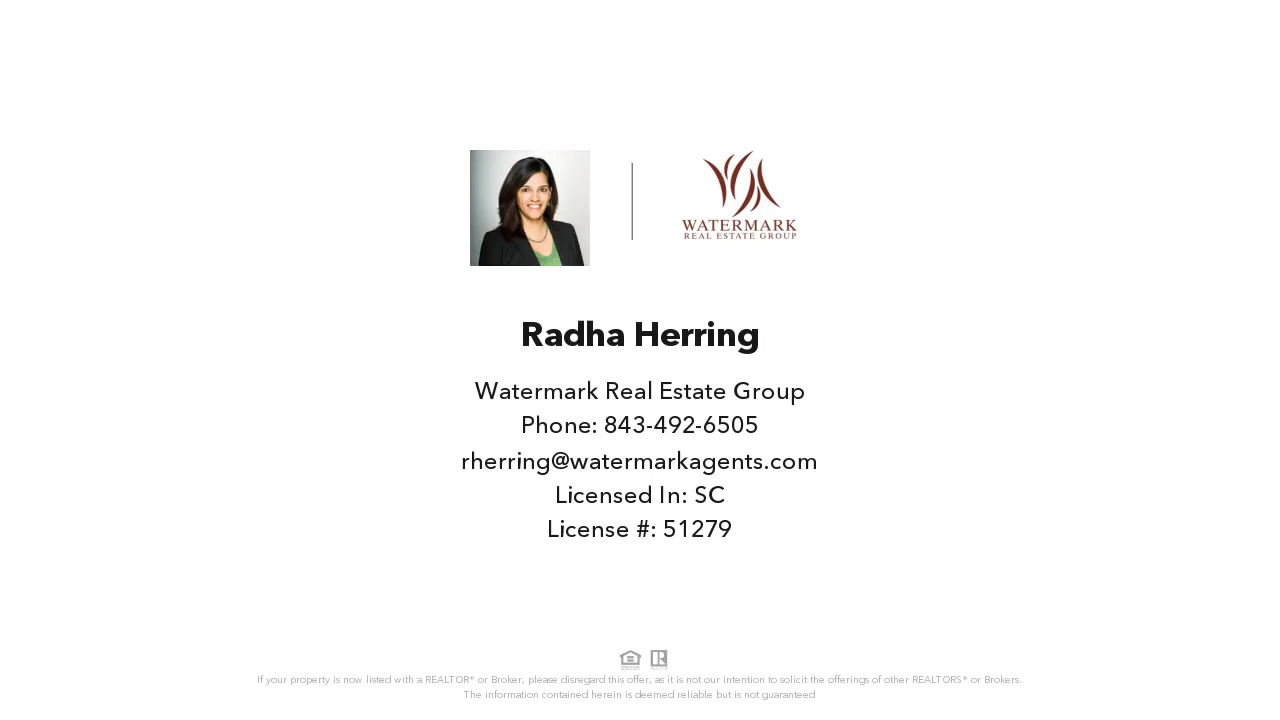 WATERMARK
REAL ESTATE GROUP
Radha Herring
Watermark Real Estate Group
Phone: 843-492-6505
rherring@watermarkagents.com
Licensed In: SC
License #: 51279
If your property is now listed with a REALTOR® or Broker, please disregard this offer, as it is not our intention to solicit the offerings of other REALTORS® or Brokers.
The information contained herein is deemed reliable but is not guaranteed